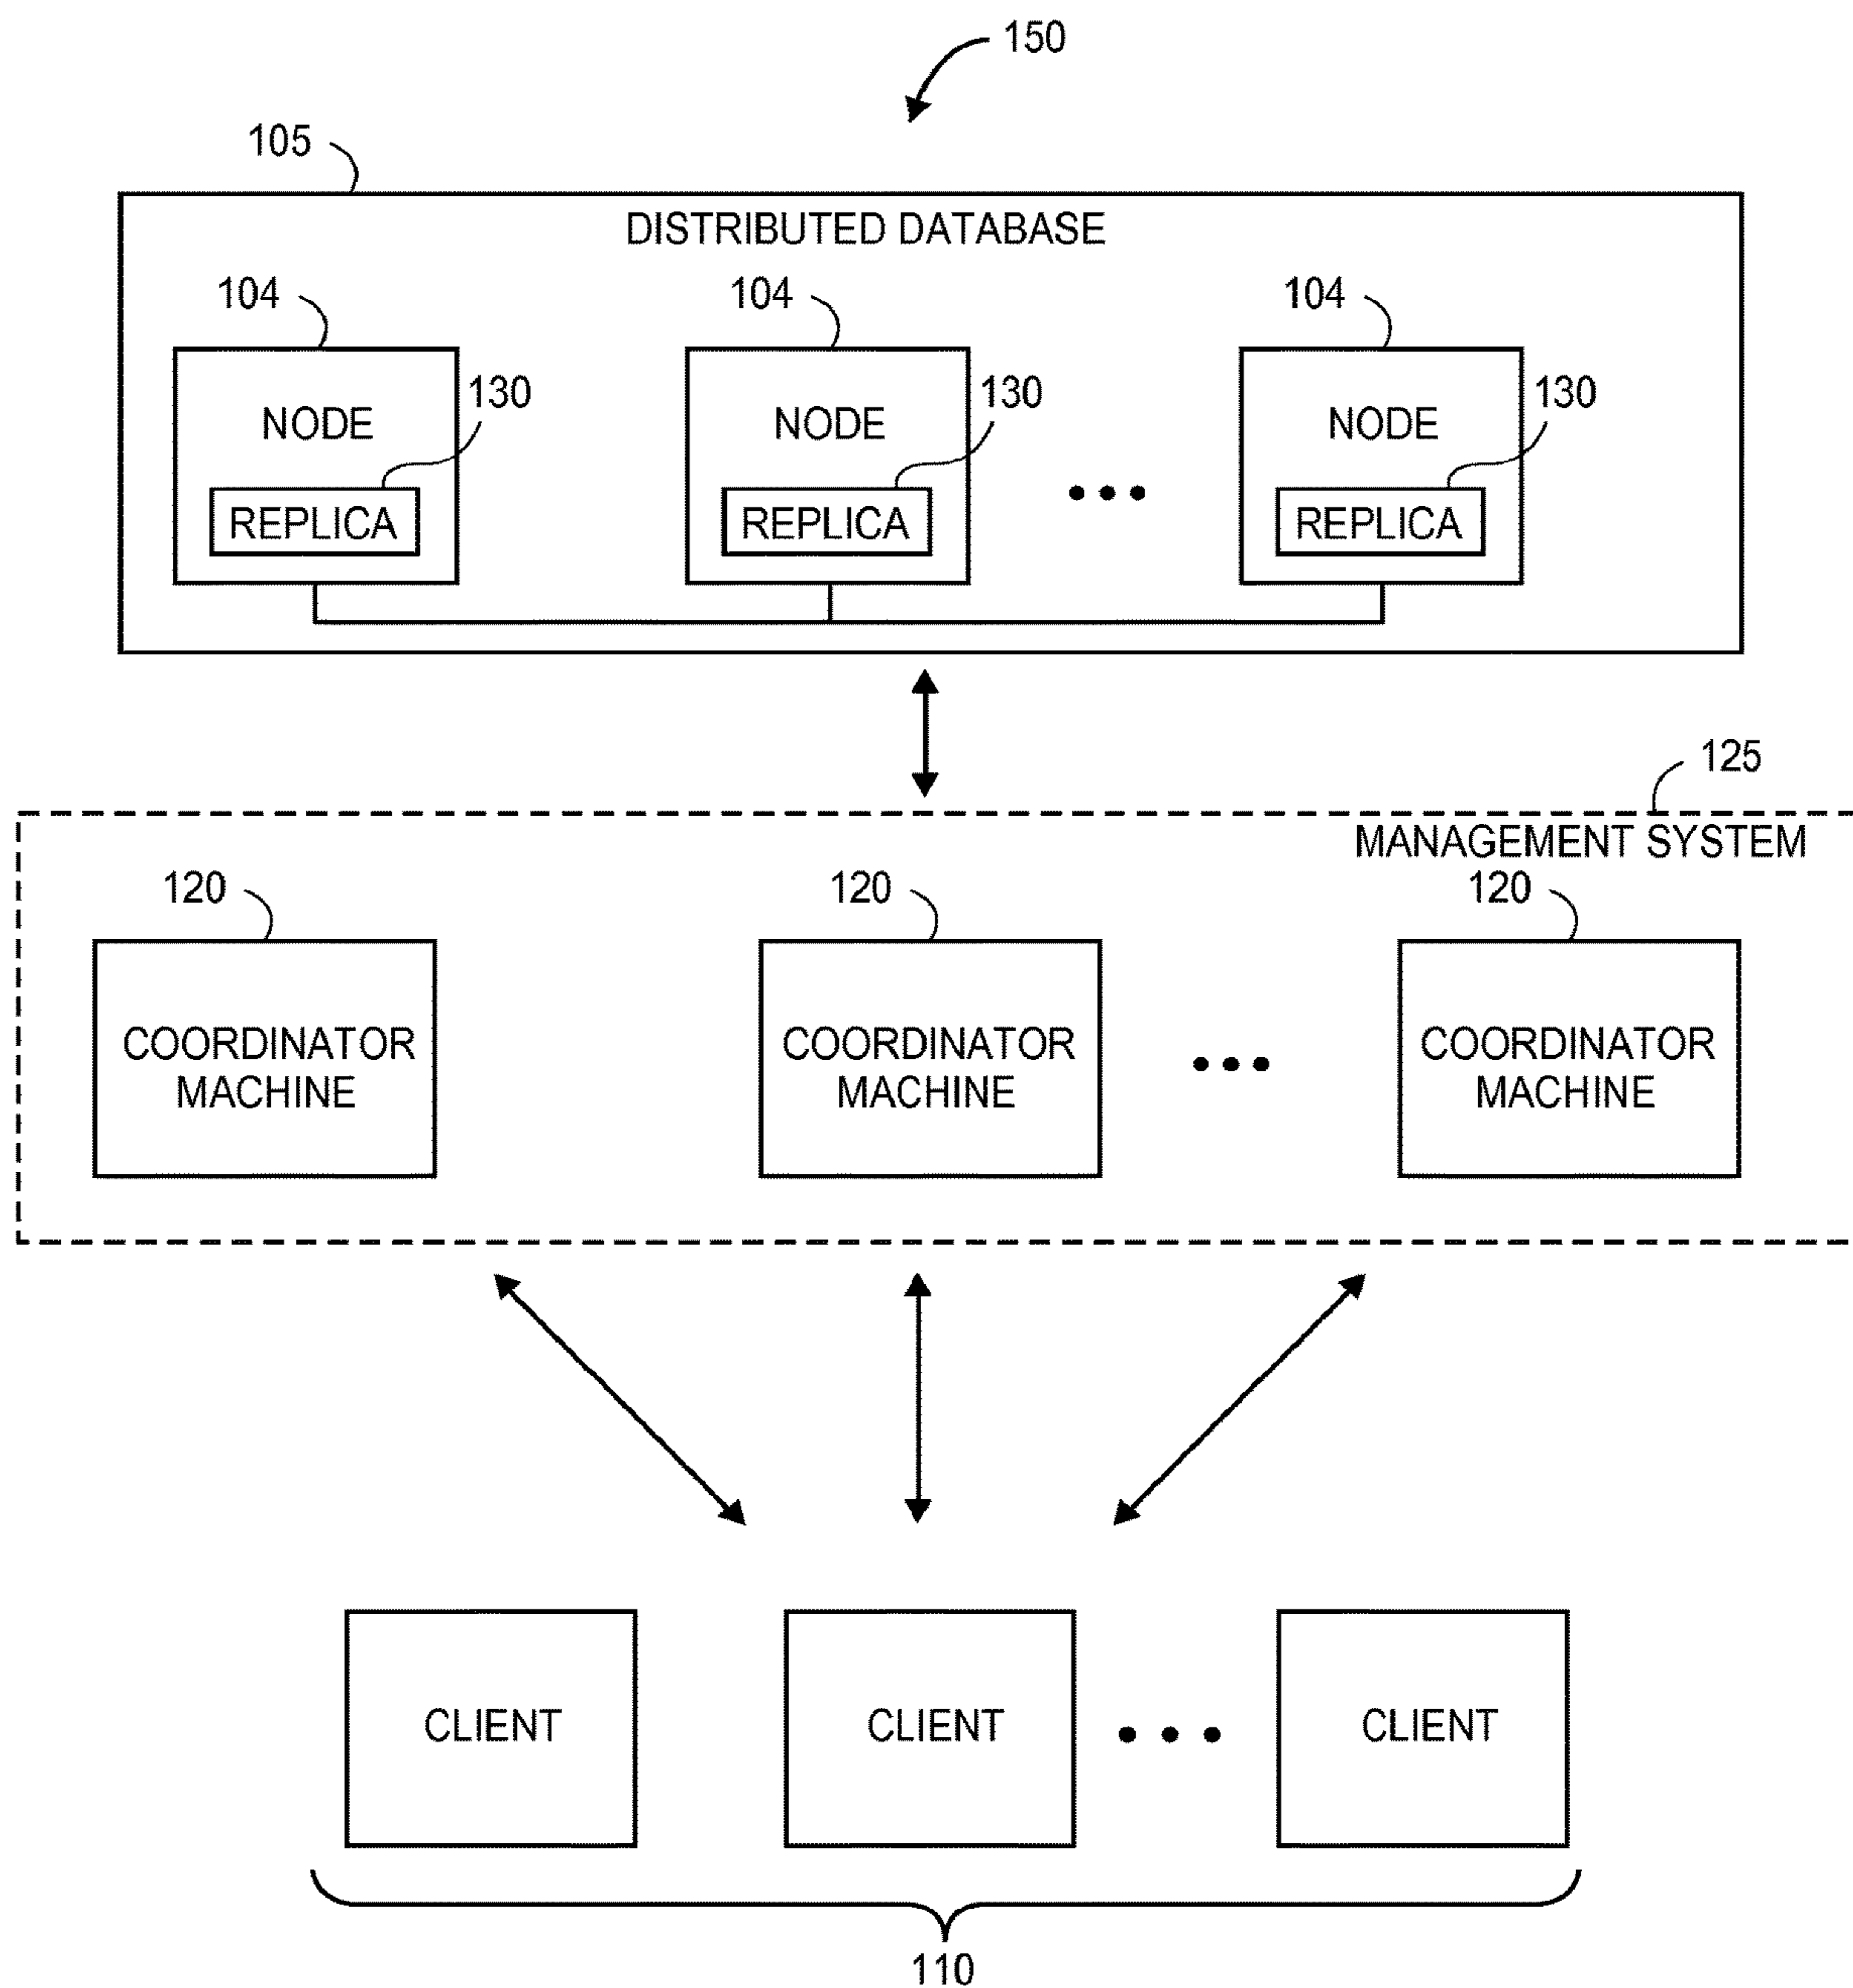 150
105
DISTRIBUTED DATABASE
104 104 104
130 130 130
NODE NODE NODE
REPLICA REPLICA REPLICA
125
MANAGEMENT SYSTEM
120 120 120
COORDINATOR MACHINE
COORDINATOR MACHINE
COORDINATOR MACHINE
CLIENT CLIENT CLIENT
110